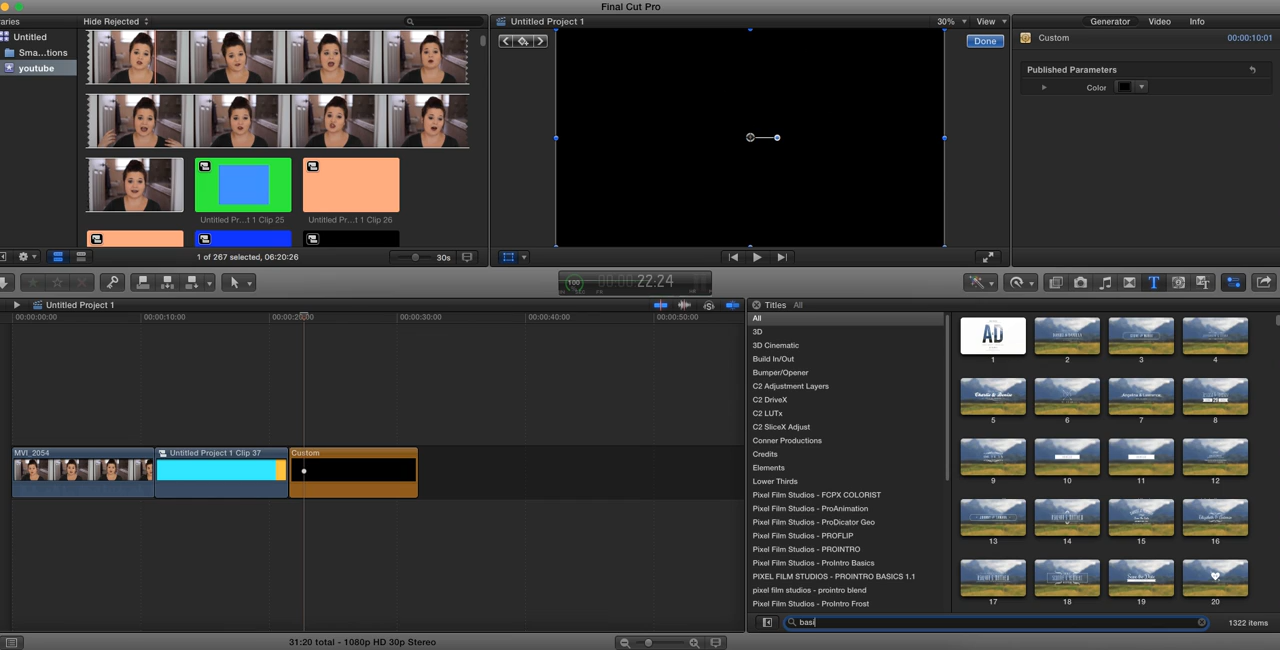 Final Cut Pro
aries
Hide Rejected
Untitled
Sma...tions
youtube
Untitled Pr...t 1 Clip 25
Untitled Pr...t 1 Clip 26
1 of 267 selected, 06:20:26
30s
Untitled Project 1
30%
View
Done
Generator
Video
Info
Custom
00:00:10:01
Published Parameters
Color
100
00:00:22:24
Untitled Project 1
00:00:00:00
00:00:10:00
00:00:20:00
00:00:30:00
00:00:40:00
00:00:50:00
MVI_2054
Untitled Project 1 Clip 37
Custom
31:20 total - 1080p HD 30p Stereo
Titles
All
All
3D
3D Cinematic
Build In/Out
Bumper/Opener
C2 Adjustment Layers
C2 DriveX
C2 LUTx
C2 SliceX Adjust
Conner Productions
Credits
Elements
Lower Thirds
Pixel Film Studios - FCPX COLORIST
Pixel Film Studios - ProAnimation
Pixel Film Studios - ProDicator Geo
Pixel Film Studios - PROFLIP
Pixel Film Studios - PROINTRO
Pixel Film Studios - ProIntro Basics
PIXEL FILM STUDIOS - PROINTRO BASICS 1.1
pixel film studios - prointro blend
Pixel Film Studios - ProIntro Frost
AD
1
2
3
4
5
6
7
8
9
10
11
12
13
14
15
16
17
18
19
20
basi
1322 items